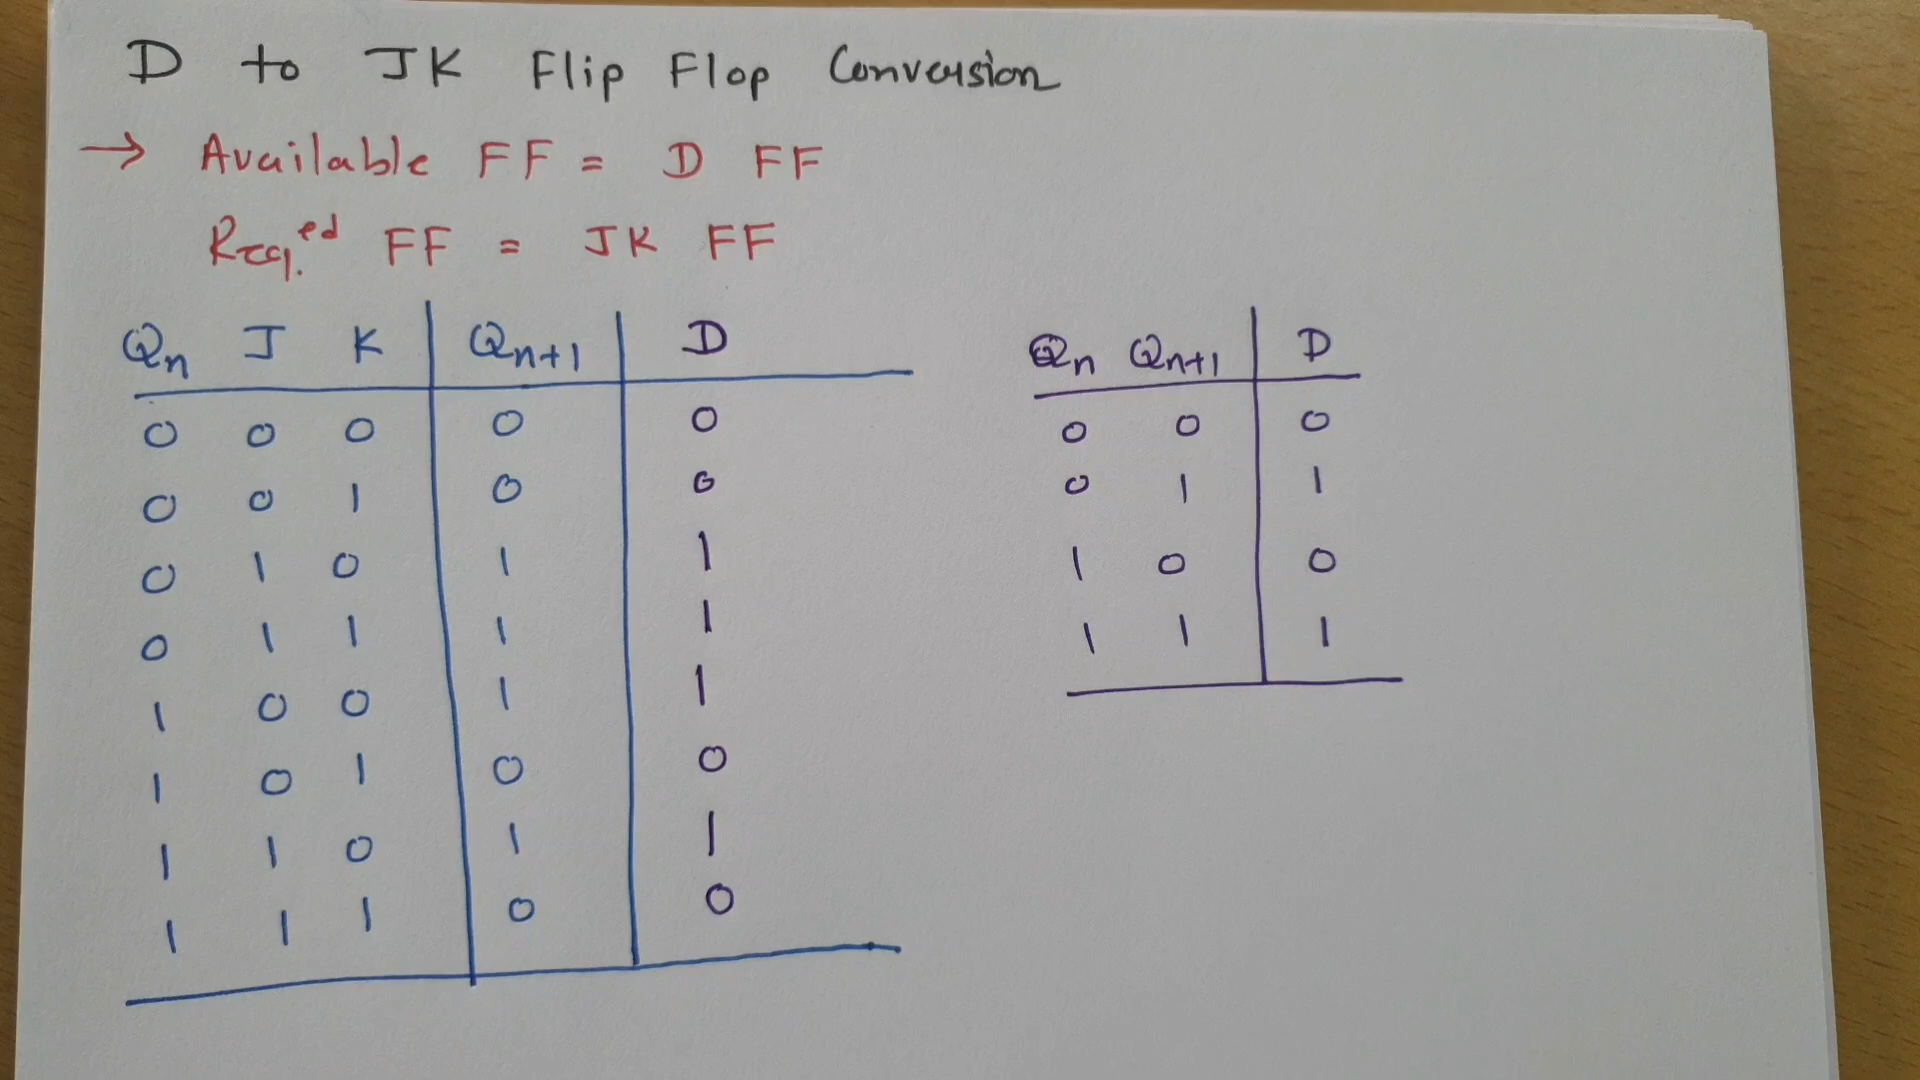 D to JK Flip Flop Conversion
→ Available FF = D FF
Req.ed FF = JK FF
Qn J K Qn+1 D
0 0 0 0 0
0 0 1 0 0
0 1 0 1 1
0 1 1 1 1
1 0 0 1 1
1 0 1 0 0
1 1 0 1 1
1 1 1 0 0
Qn Qn+1 D
0 0 0
0 1 1
1 0 0
1 1 1